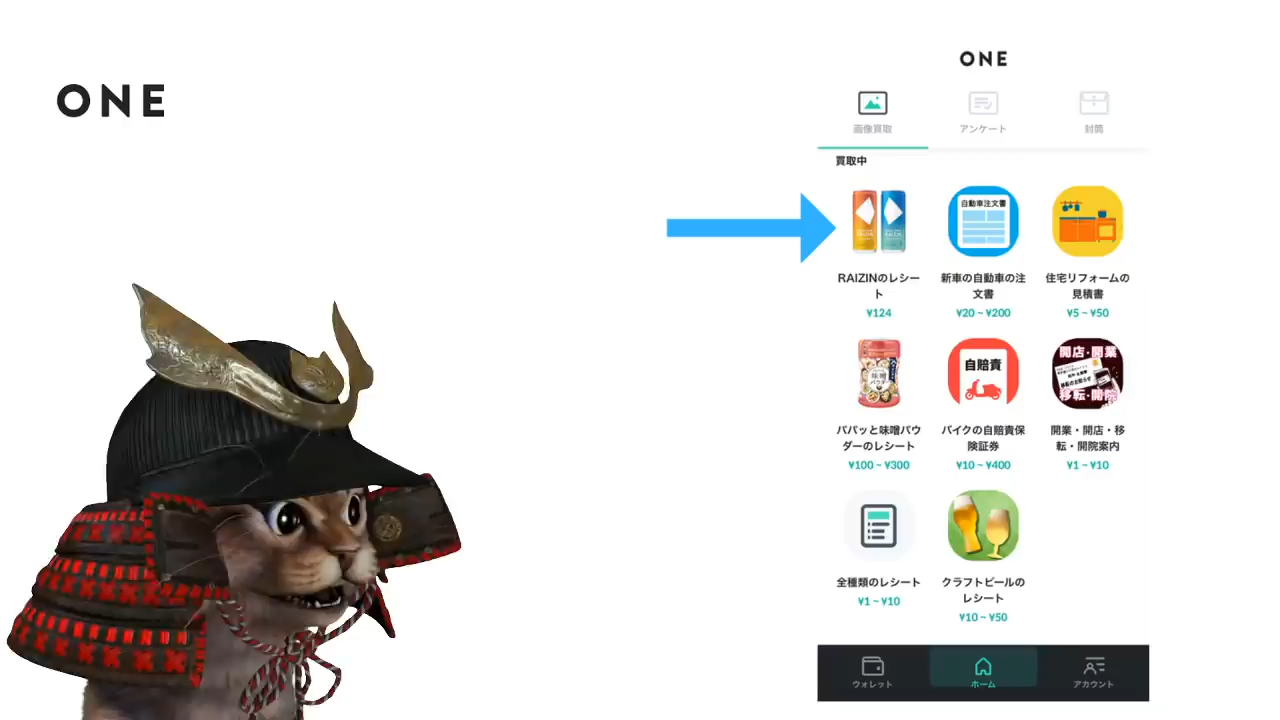 ONE
ONE
画像買取
アンケート
封筒
買取中
RAIZINのレシー
ト
¥124
自動車注文書
新車の自動車の注
文書
¥20 ~ ¥200
住宅リフォームの
見積書
¥5 ~ ¥50
味噌
パウダー
パパッと味噌パウ
ダーのレシート
¥100 ~ ¥300
自賠責
バイクの自賠責保
険証券
¥10 ~ ¥400
開店・開業
移転・開院
開業・開店・移
転・開院案内
¥1 ~ ¥10
全種類のレシート
¥1 ~ ¥10
クラフトビールの
レシート
¥10 ~ ¥50
ウォレット
ホーム
アカウント